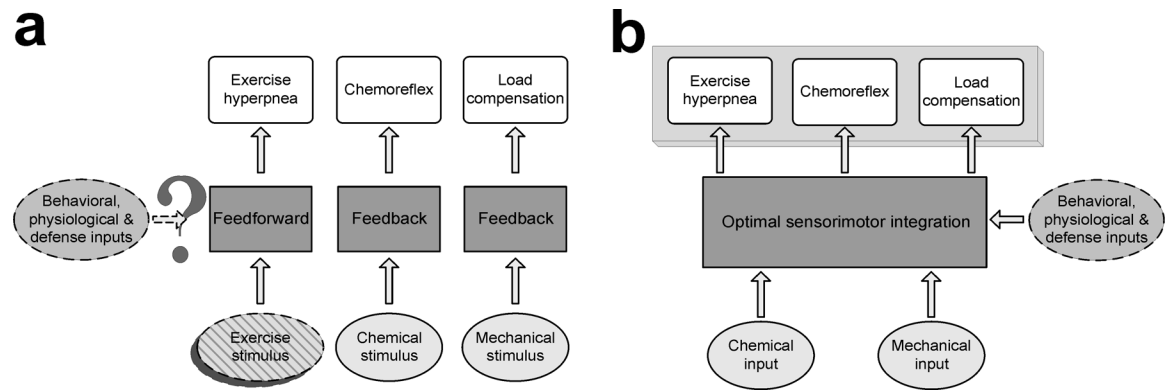 a
Exercise
hyperpnea
Chemoreflex
Load
compensation
Behavioral,
physiological &
defense inputs
?
Feedforward
Feedback
Feedback
Exercise
stimulus
Chemical
stimulus
Mechanical
stimulus
b
Exercise
hyperpnea
Chemoreflex
Load
compensation
Optimal sensorimotor integration
Behavioral,
physiological &
defense inputs
Chemical
input
Mechanical
input